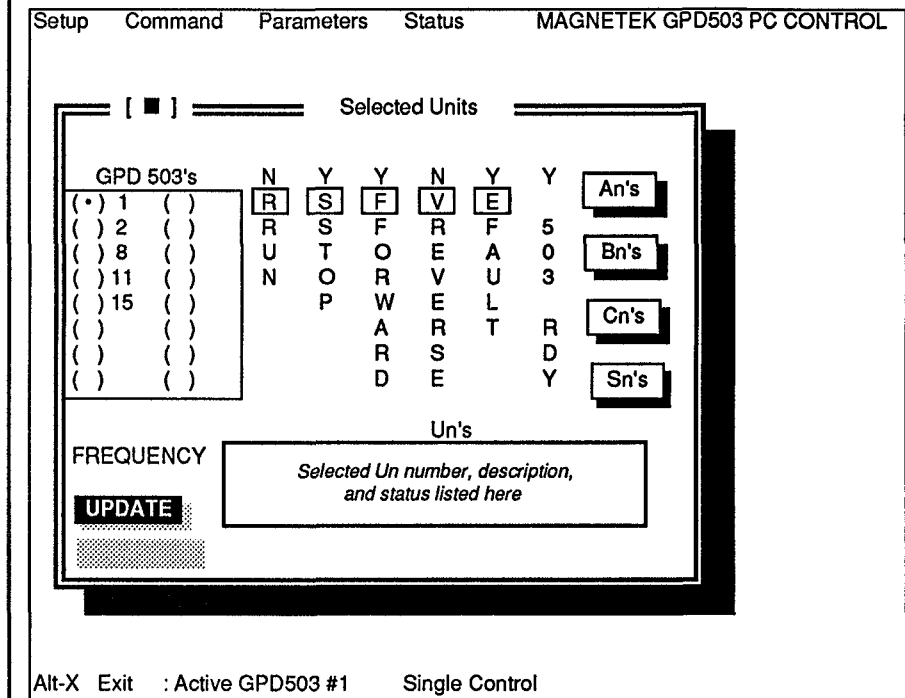 Setup Command Parameters Status MAGNETEK GPD503 PC CONTROL
[ ■ ] Selected Units
GPD 503's
(•) 1 ( )
( ) 2 ( )
( ) 8 ( )
( ) 11 ( )
( ) 15 ( )
( ) ( )
( ) ( )
( ) ( )
N Y Y N Y Y
R S F V E
RUN
STOP
FORWARD
REVERSE
FAULT
503 RDY
An's
Bn's
Cn's
Sn's
Un's
FREQUENCY
Selected Un number, description,
and status listed here
UPDATE
Alt-X Exit : Active GPD503 #1 Single Control